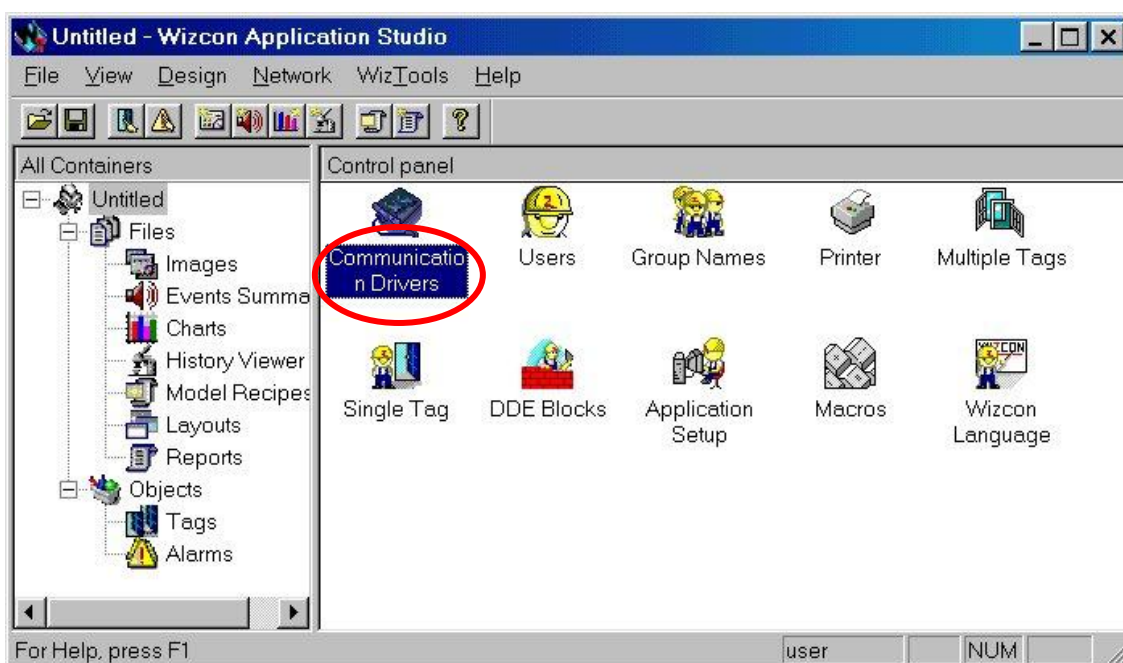 Untitled - Wizcon Application Studio
File View Design Network WizTools Help
All Containers
Control panel
Untitled
Files
Images
Events Summa
Charts
History Viewer
Model Recipes
Layouts
Reports
Objects
Tags
Alarms
Communicatio
n Drivers
Users
Group Names
Printer
Multiple Tags
Single Tag
DDE Blocks
Application
Setup
Macros
WIZCON
Wizcon
Language
For Help, press F1
user
NUM